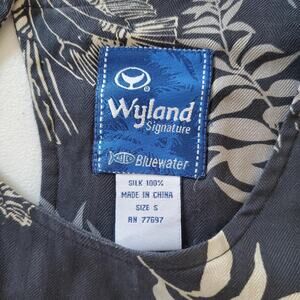 Wyland
Signature
Bluewater
SILK 100%
MADE IN CHINA
SIZE S
RN 77697